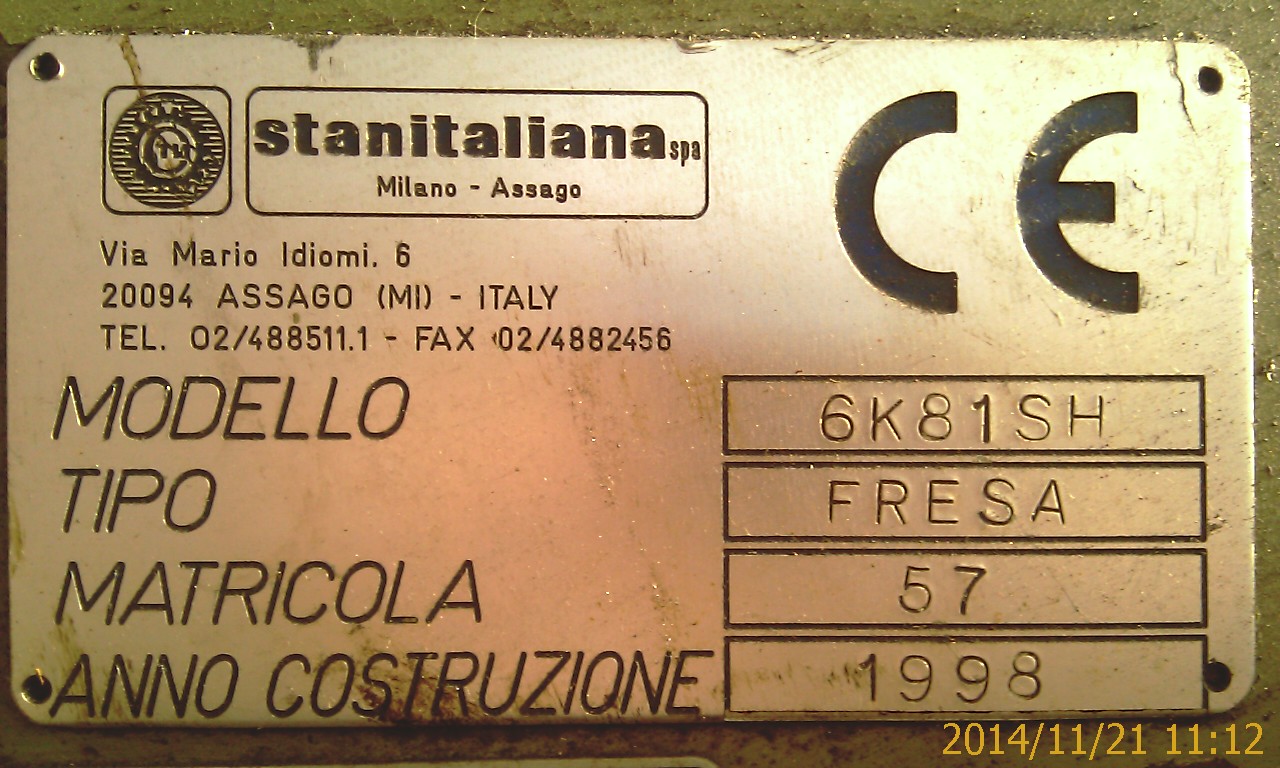 stanitaliana spa
Milano - Assago
Via Mario Idiomi. 6
20094 ASSAGO (MI) - ITALY
TEL. 02/488511.1 - FAX 02/4882456
CE
MODELLO 6K81SH
TIPO FRESA
MATRICOLA 57
ANNO COSTRUZIONE 1998
2014/11/21 11:12